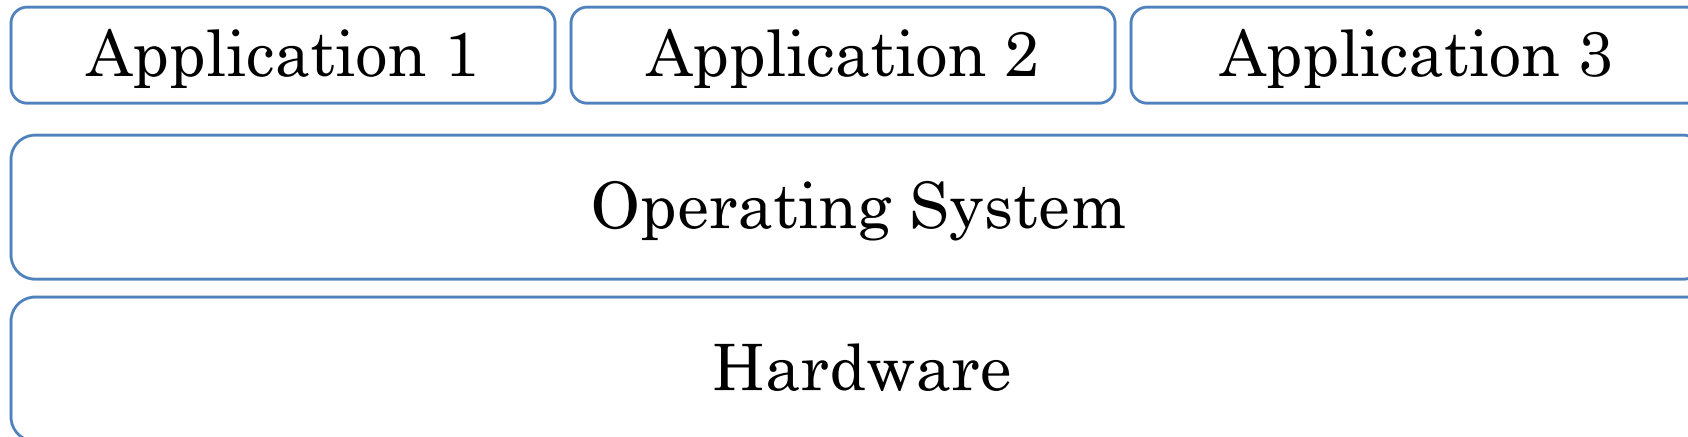 Application 1 Application 2 Application 3
Operating System
Hardware